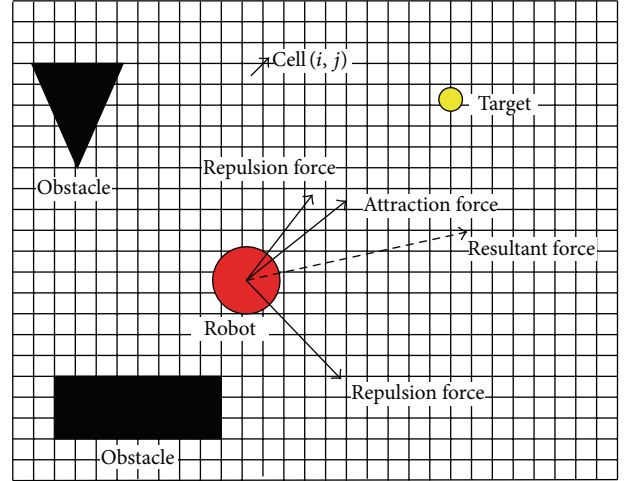 Cell (i, j)
Target
Repulsion force
Obstacle
Attraction force
Resultant force
Robot
Repulsion force
Obstacle